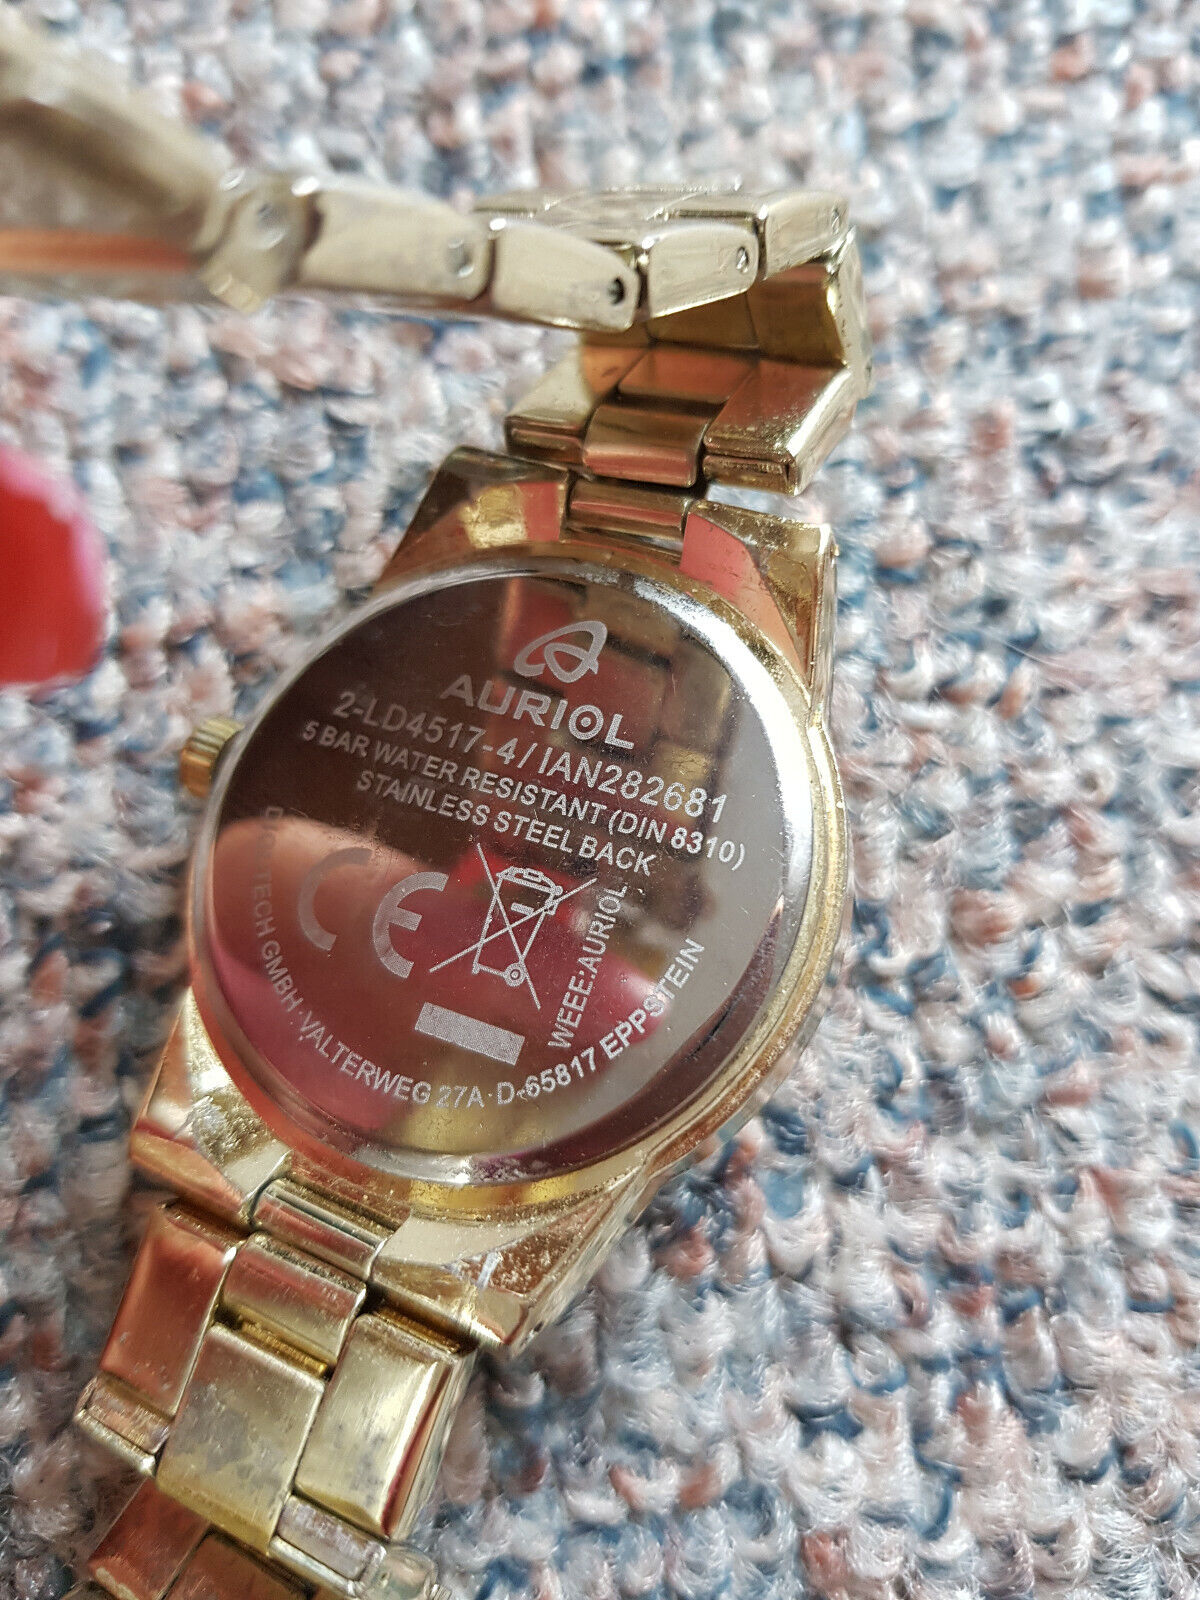 AURIOL
2-LD4517-4/IAN282681
5 BAR WATER RESISTANT (DIN 8310)
STAINLESS STEEL BACK
CE
WEEE:AURIOL
GMBH · VALTERWEG 27A · D-65817 EPPSTEIN